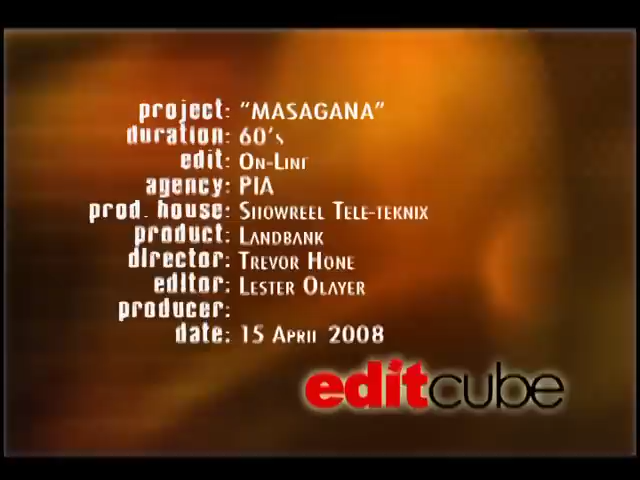 project: "MASAGANA"
duration: 60's
edit: On-Line
agency: PIA
prod. house: Showreel Tele-teknix
product: Landbank
director: Trevor Hone
editor: Lester Olayer
producer:
date: 15 April 2008
editcube